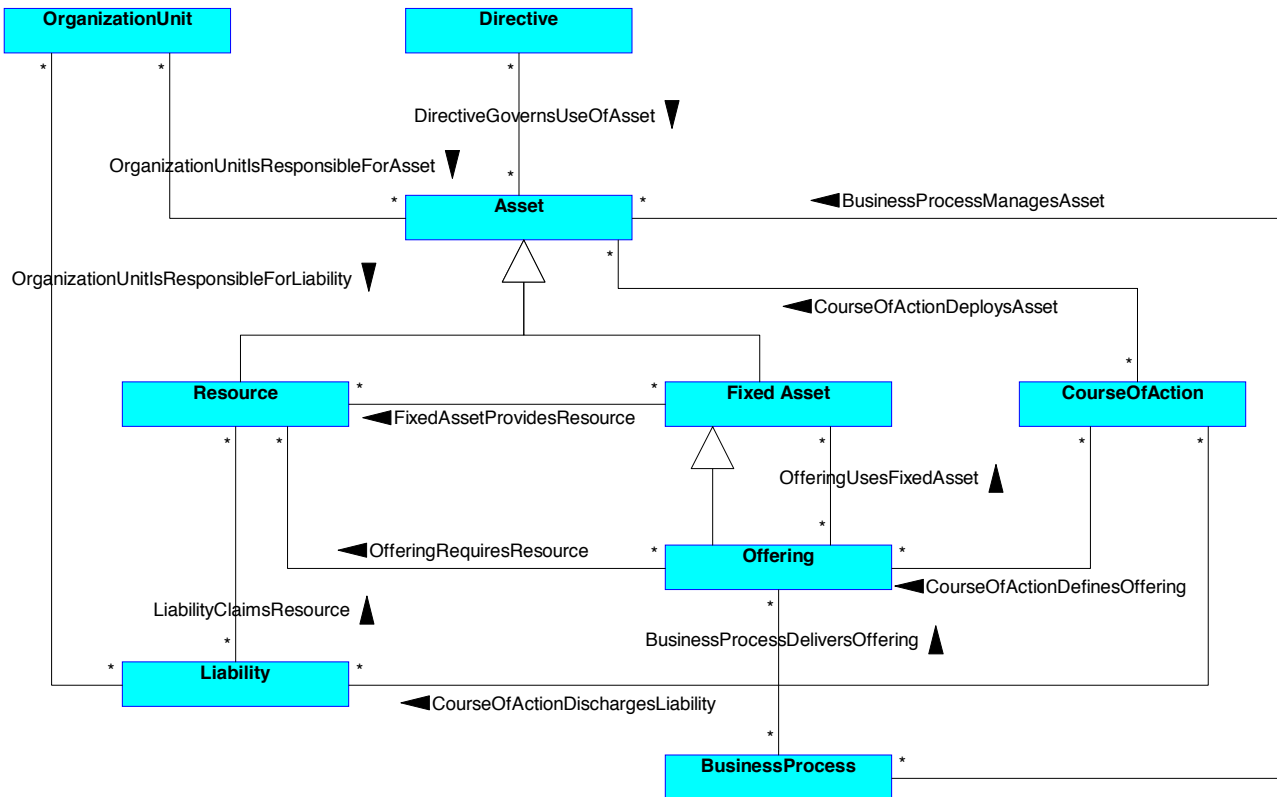 OrganizationUnit
Directive
*
*
*
DirectiveGovernsUseOfAsset
OrganizationUnitIsResponsibleForAsset
*
*
Asset
*
BusinessProcessManagesAsset
*
OrganizationUnitIsResponsibleForLiability
CourseOfActionDeploysAsset
*
Resource
*
*
Fixed Asset
CourseOfAction
FixedAssetProvidesResource
*
*
*
*
*
OfferingUsesFixedAsset
*
OfferingRequiresResource
*
Offering
*
CourseOfActionDefinesOffering
*
LiabilityClaimsResource
BusinessProcessDeliversOffering
*
*
Liability
*
CourseOfActionDischargesLiability
*
BusinessProcess
*